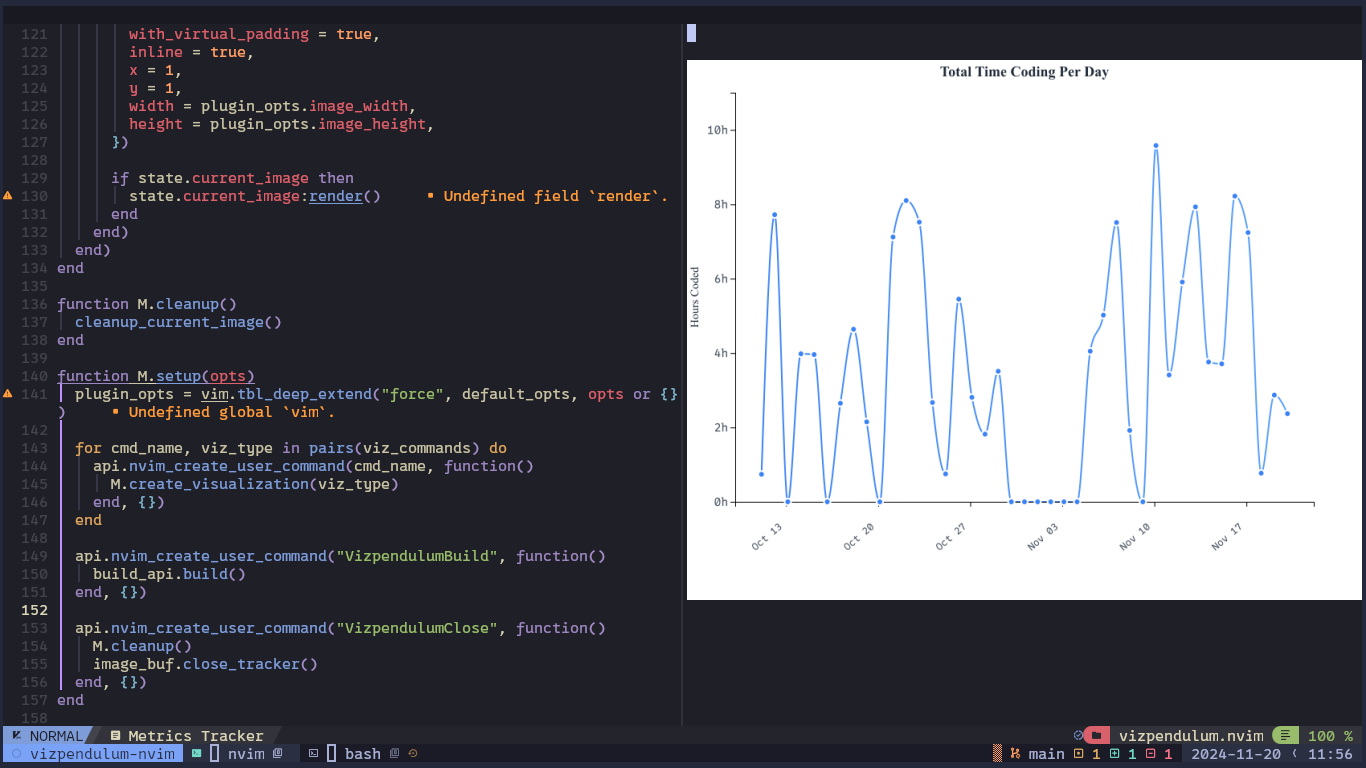 121 with_virtual_padding = true,
122 inline = true,
123 x = 1,
124 y = 1,
125 width = plugin_opts.image_width,
126 height = plugin_opts.image_height,
127 })
128
129 if state.current_image then
130 state.current_image:render() ▪ Undefined field `render`.
131 end
132 end)
133 end)
134 end
135
136 function M.cleanup()
137 cleanup_current_image()
138 end
139
140 function M.setup(opts)
141 plugin_opts = vim.tbl_deep_extend("force", default_opts, opts or {}
) ▪ Undefined global `vim`.
142
143 for cmd_name, viz_type in pairs(viz_commands) do
144 api.nvim_create_user_command(cmd_name, function()
145 M.create_visualization(viz_type)
146 end, {})
147 end
148
149 api.nvim_create_user_command("VizpendulumBuild", function()
150 build_api.build()
151 end, {})
152
153 api.nvim_create_user_command("VizpendulumClose", function()
154 M.cleanup()
155 image_buf.close_tracker()
156 end, {})
157 end
158
Total Time Coding Per Day
Hours Coded
10h
8h
6h
4h
2h
0h
Oct 13
Oct 20
Oct 27
Nov 03
Nov 10
Nov 17
NORMAL Metrics Tracker vizpendulum.nvim 100 %
vizpendulum-nvim nvim bash main 1 1 1 2024-11-20 11:56